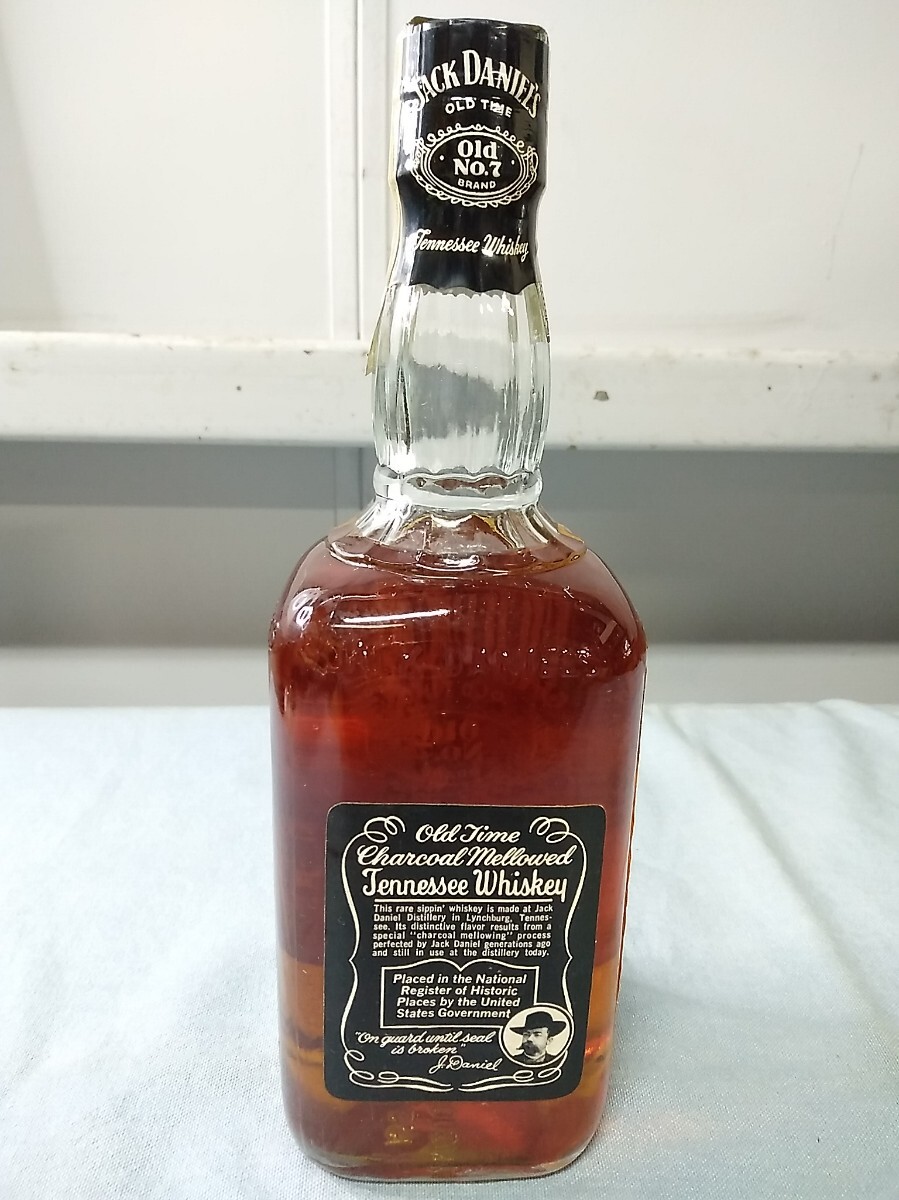 JACK DANIEL'S
OLD TIME
Old
NO.7
BRAND
Tennessee Whiskey
Old Time
Charcoal Mellowed
Tennessee Whiskey
This rare sippin' whiskey is made at Jack
Daniel Distillery in Lynchburg, Tennes-
see. Its distinctive flavor results from a
special "charcoal mellowing" process
perfected by Jack Daniel generations ago
and still in use at the distillery today.
Placed in the National
Register of Historic
Places by the United
States Government
"On guard until seal
is broken"
J. Daniel